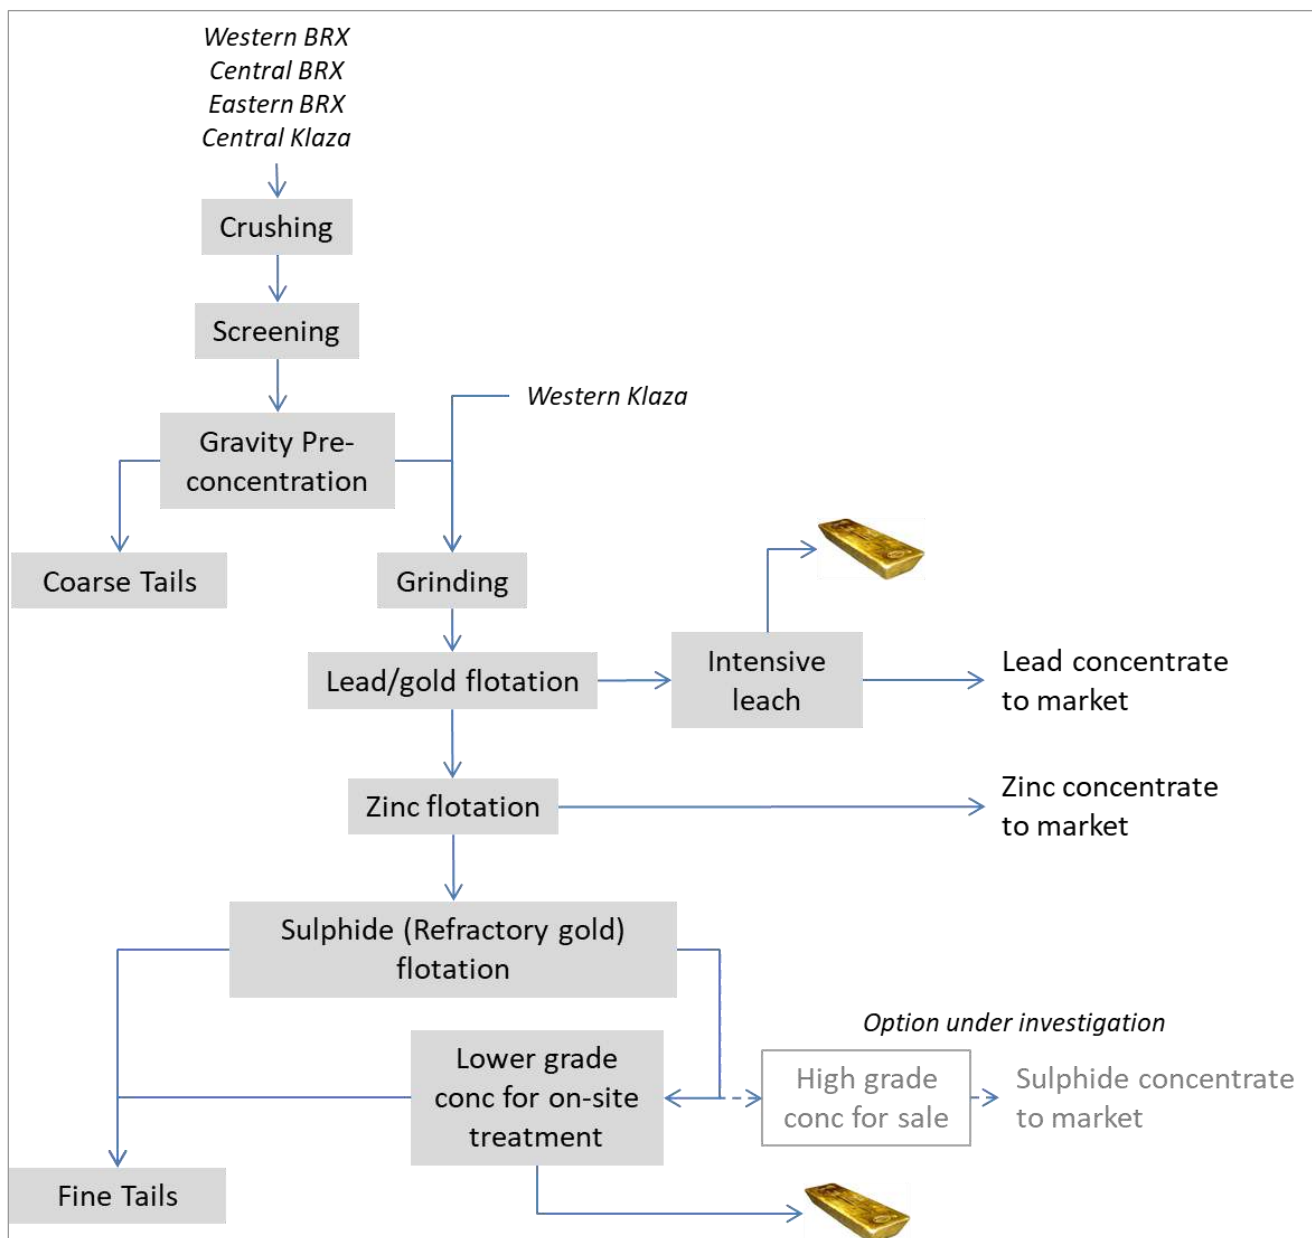 Western BRX
Central BRX
Eastern BRX
Central Klaza
Crushing
Screening
Western Klaza
Gravity Pre-
concentration
Coarse Tails
Grinding
Lead/gold flotation
Intensive
leach
Lead concentrate
to market
Zinc flotation
Zinc concentrate
to market
Sulphide (Refractory gold)
flotation
Option under investigation
Lower grade
conc for on-site
treatment
High grade
conc for sale
Sulphide concentrate
to market
Fine Tails